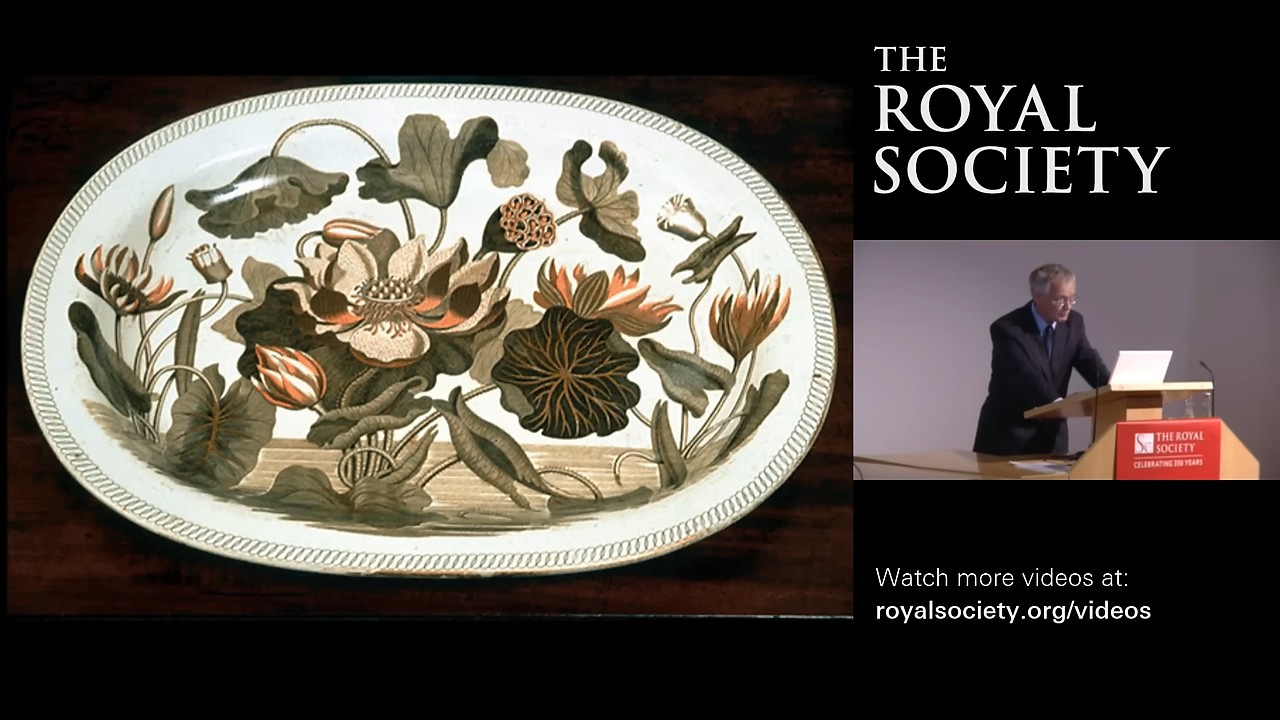 THE
ROYAL
SOCIETY
THE ROYAL
SOCIETY
CELEBRATING 350 YEARS
Watch more videos at:
royalsociety.org/videos